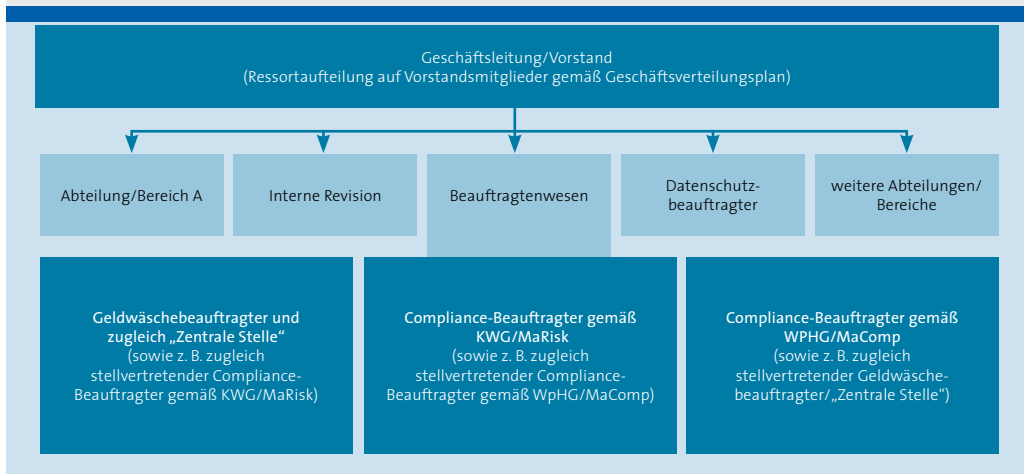 Geschäftsleitung/Vorstand
(Ressortaufteilung auf Vorstandsmitglieder gemäß Geschäftsverteilungsplan)
Abteilung/Bereich A
Interne Revision
Beauftragtenwesen
Datenschutz-
beauftragter
weitere Abteilungen/
Bereiche
Geldwäschebeauftragter und
zugleich „Zentrale Stelle“
(sowie z. B. zugleich
stellvertretender Compliance-
Beauftragter gemäß KWG/MaRisk)
Compliance-Beauftragter gemäß
KWG/MaRisk
(sowie z. B. zugleich
stellvertretender Compliance-
Beauftragter gemäß WpHG/MaComp)
Compliance-Beauftragter gemäß
WPHG/MaComp
(sowie z. B. zugleich
stellvertretender Geldwäsche-
beauftragter/„Zentrale Stelle“)